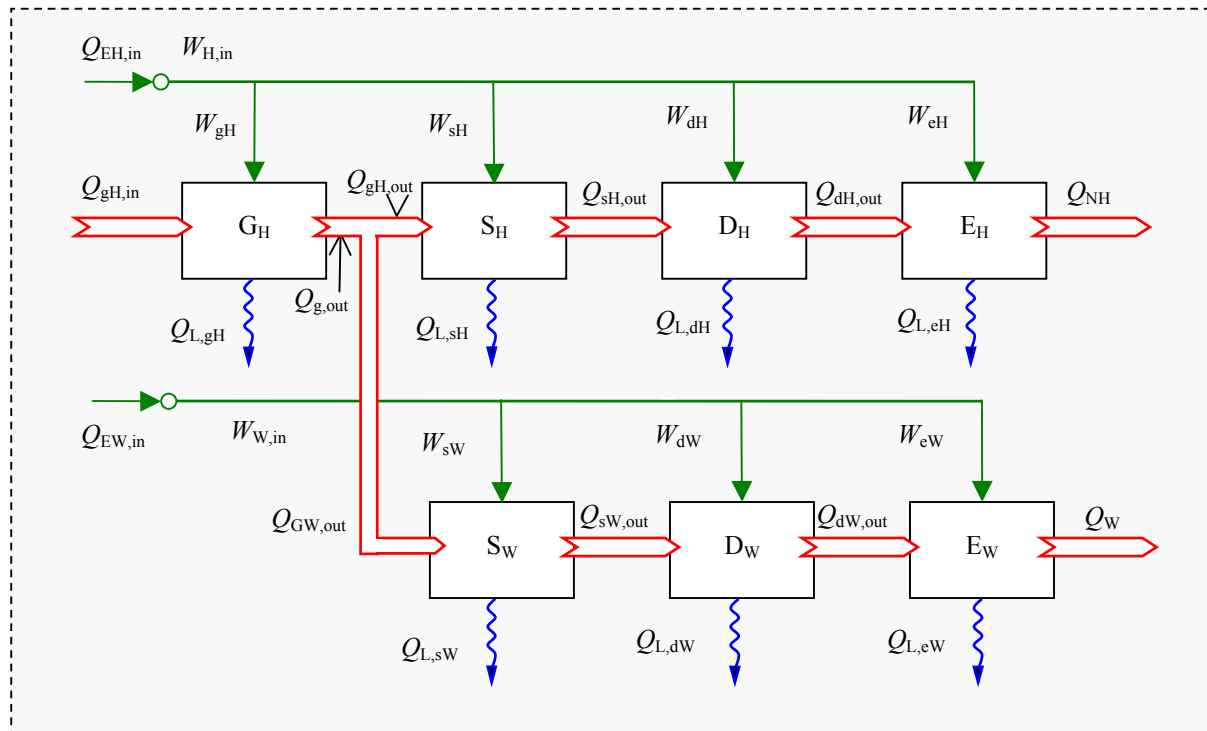 Q_EH,in W_H,in
W_gH W_sH W_dH W_eH
Q_gH,in Q_gH,out Q_sH,out Q_dH,out Q_NH
G_H S_H D_H E_H
Q_g,out
Q_L,gH Q_L,sH Q_L,dH Q_L,eH
Q_EW,in W_W,in W_sW W_dW W_eW
Q_GW,out Q_sW,out Q_dW,out Q_W
S_W D_W E_W
Q_L,sW Q_L,dW Q_L,eW